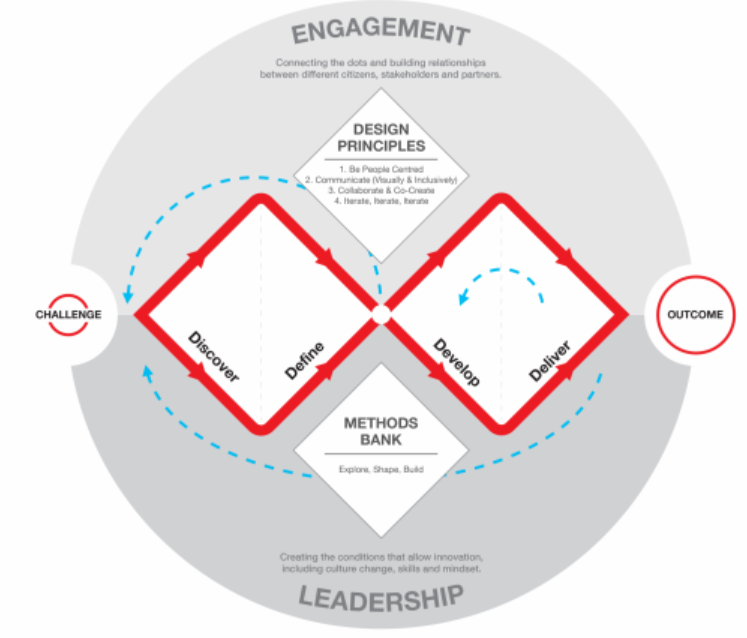 ENGAGEMENT
Connecting the dots and building relationships
between different citizens, stakeholders and partners.
DESIGN
PRINCIPLES
1. Be People Centred
2. Communicate (Visually & Inclusively)
3. Collaborate & Co-Create
4. Iterate, Iterate, Iterate
CHALLENGE
OUTCOME
Discover
Define
Develop
Deliver
METHODS
BANK
Explore, Shape, Build
Creating the conditions that allow innovation,
including culture change, skills and mindset.
LEADERSHIP